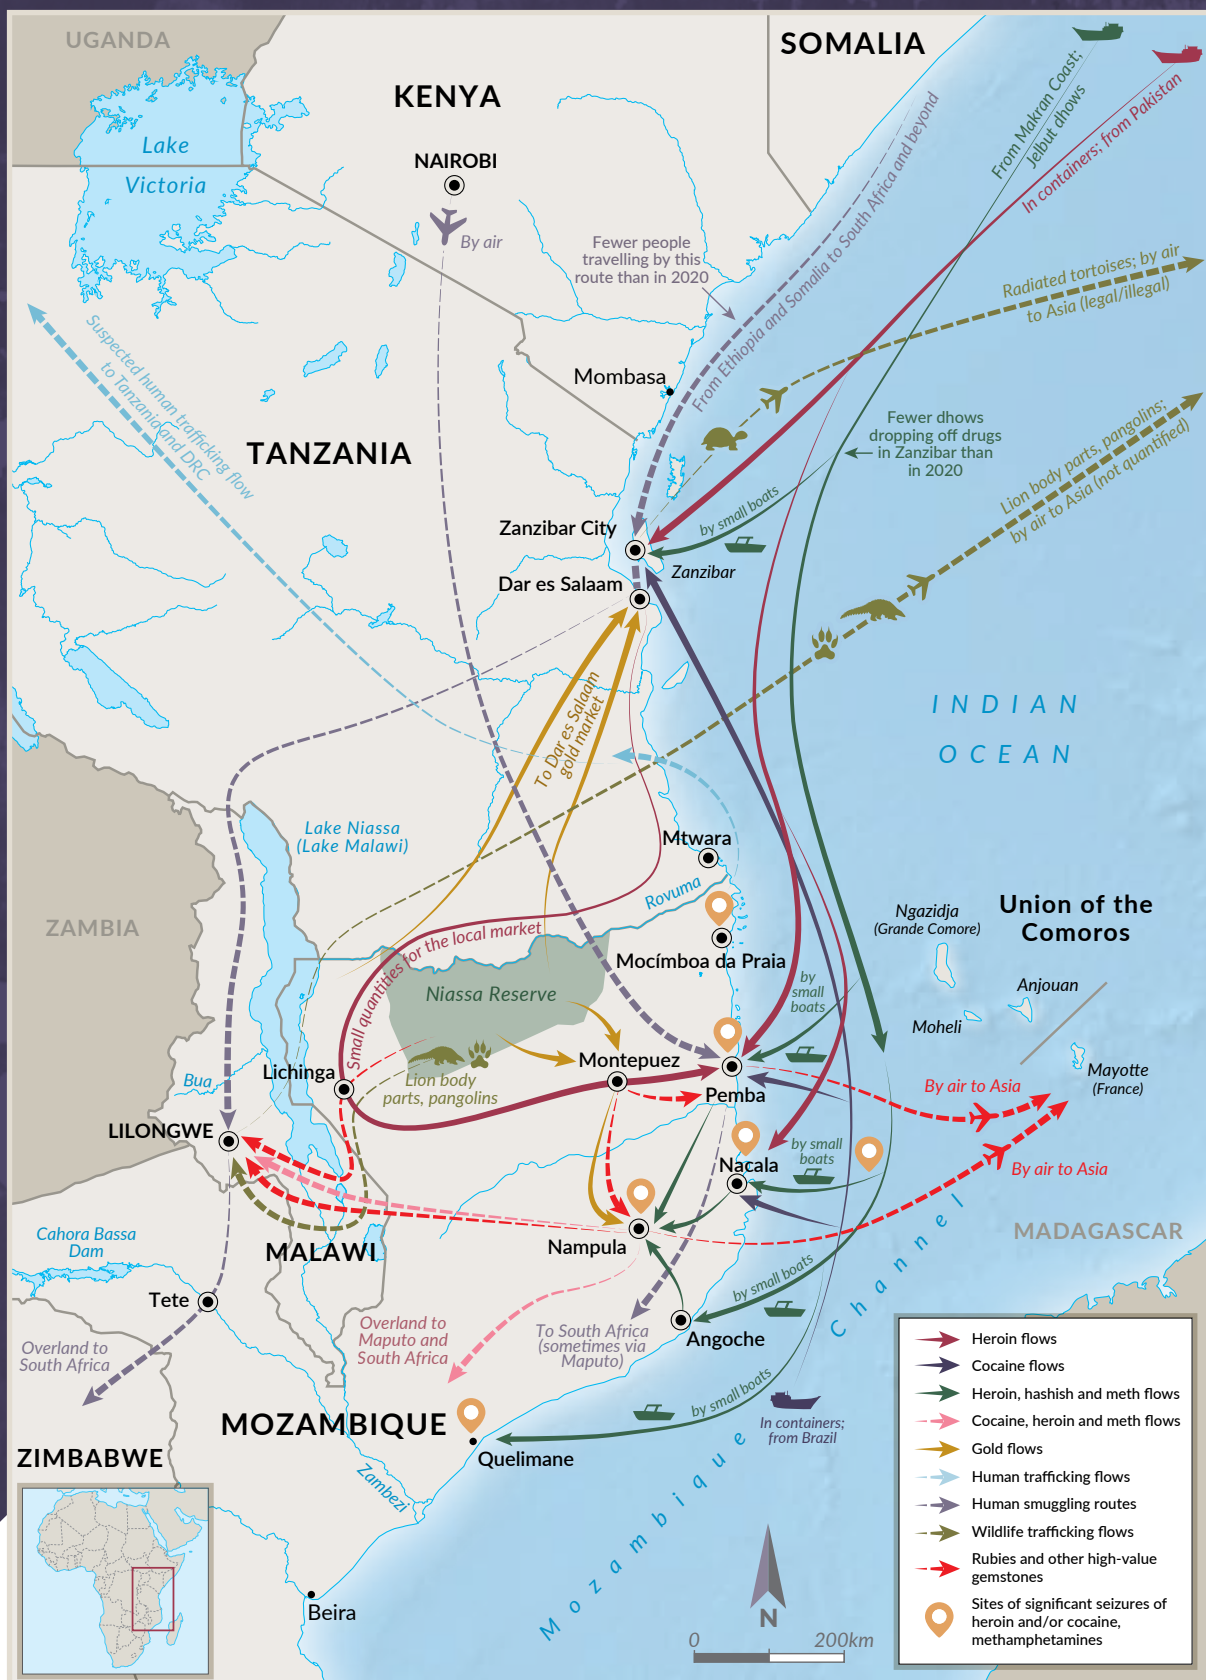 UGANDA
SOMALIA
KENYA
Lake
Victoria
NAIROBI
By air
Fewer people
travelling by this
route than in 2020
From Ethiopia and Somalia to South Africa and beyond
From Makran Coast;
Jelbut dhows
In containers; from Pakistan
Radiated tortoises; by air
to Asia (legal/illegal)
Suspected human trafficking flow
to Tanzania and DRC
Mombasa
TANZANIA
Fewer dhows
dropping off drugs
in Zanzibar than
in 2020
Lion body parts, pangolins;
by air to Asia (not quantified)
by small boats
Zanzibar City
Zanzibar
Dar es Salaam
To Dar es Salaam
gold market
INDIAN
OCEAN
Lake Niassa
(Lake Malawi)
Mtwara
Rovuma
ZAMBIA
Ngazidja
(Grande Comore)
Union of the
Comoros
Small quantities for the local market
Mocímboa da Praia
Niassa Reserve
by
small
boats
Anjouan
Moheli
Montepuez
Lichinga
Lion body
parts, pangolins
Bua
Pemba
By air to Asia
Mayotte
(France)
LILONGWE
Nacala
by small
boats
By air to Asia
Cahora Bassa
Dam
MALAWI
Nampula
MADAGASCAR
by small boats
Tete
Overland to
South Africa
Overland to
Maputo and
South Africa
To South Africa
(sometimes via
Maputo)
Angoche
MOZAMBIQUE
by small boats
In containers;
from Brazil
ZIMBABWE
Quelimane
Zambezi
Mozambique Channel
Beira
N
0 200km
Heroin flows
Cocaine flows
Heroin, hashish and meth flows
Cocaine, heroin and meth flows
Gold flows
Human trafficking flows
Human smuggling routes
Wildlife trafficking flows
Rubies and other high-value
gemstones
Sites of significant seizures of
heroin and/or cocaine,
methamphetamines